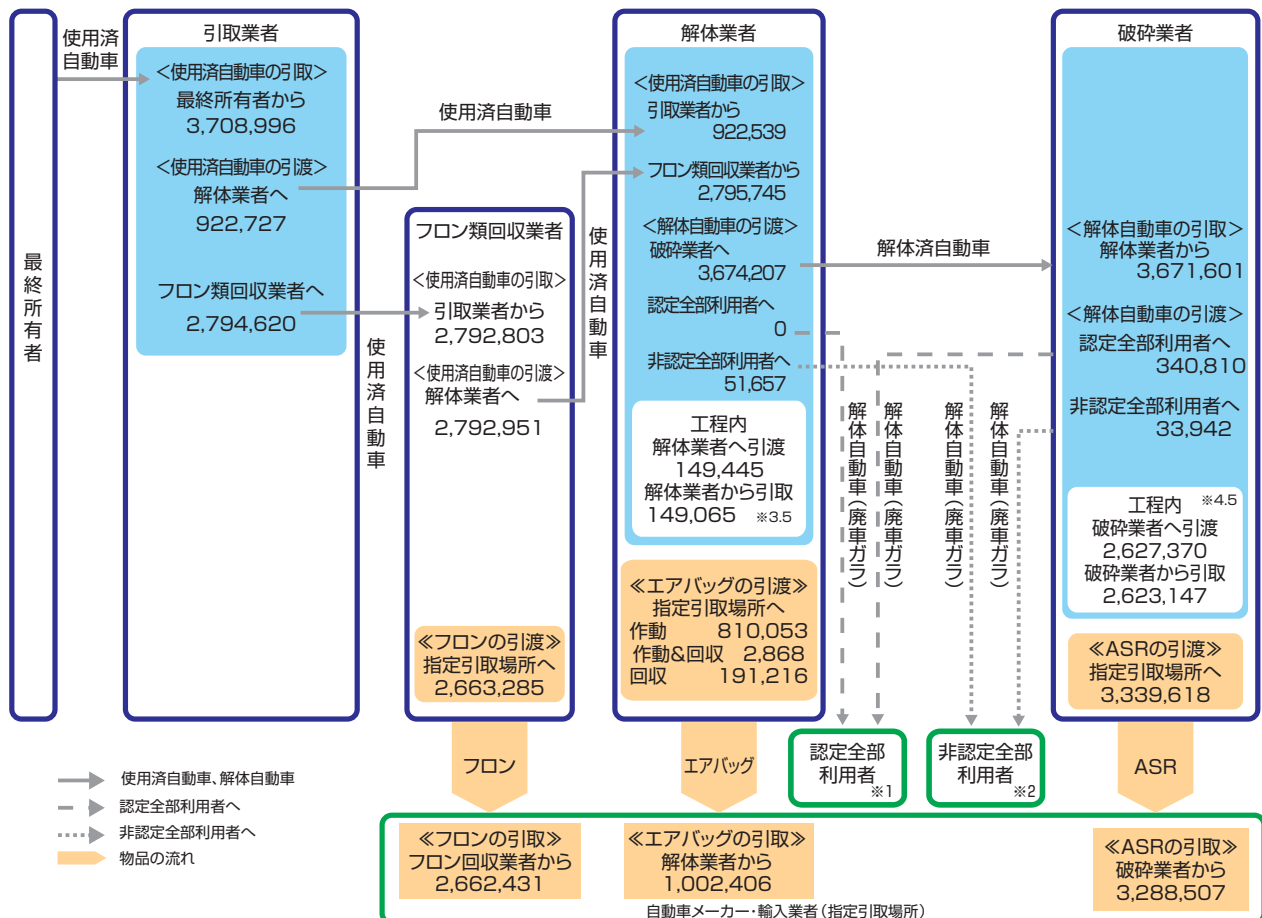 最終所有者
使用済
自動車
引取業者
<使用済自動車の引取>
最終所有者から
3,708,996
<使用済自動車の引渡>
解体業者へ
922,727
フロン類回収業者へ
2,794,620
使用済自動車
使用済自動車
フロン類回収業者
<使用済自動車の引取>
引取業者から
2,792,803
<使用済自動車の引渡>
解体業者へ
2,792,951
≪フロンの引渡≫
指定引取場所へ
2,663,285
使用済自動車
解体業者
<使用済自動車の引取>
引取業者から
922,539
フロン類回収業者から
2,795,745
<解体自動車の引渡>
破砕業者へ
3,674,207
認定全部利用者へ
0
非認定全部利用者へ
51,657
工程内
解体業者へ引渡
149,445
解体業者から引取
149,065 ※3.5
≪エアバッグの引渡≫
指定引取場所へ
作動 810,053
作動&回収 2,868
回収 191,216
解体済自動車
解体自動車(廃車ガラ)
解体自動車(廃車ガラ)
解体自動車(廃車ガラ)
解体自動車(廃車ガラ)
破砕業者
<解体自動車の引取>
解体業者から
3,671,601
<解体自動車の引渡>
認定全部利用者へ
340,810
非認定全部利用者へ
33,942
工程内 ※4.5
破砕業者へ引渡
2,627,370
破砕業者から引取
2,623,147
≪ASRの引渡≫
指定引取場所へ
3,339,618
フロン
エアバッグ
認定全部
利用者
※1
非認定全部
利用者
※2
ASR
使用済自動車、解体自動車
認定全部利用者へ
非認定全部利用者へ
物品の流れ
≪フロンの引取≫
フロン回収業者から
2,662,431
≪エアバッグの引取≫
解体業者から
1,002,406
≪ASRの引取≫
破砕業者から
3,288,507
自動車メーカー・輸入業者(指定引取場所)